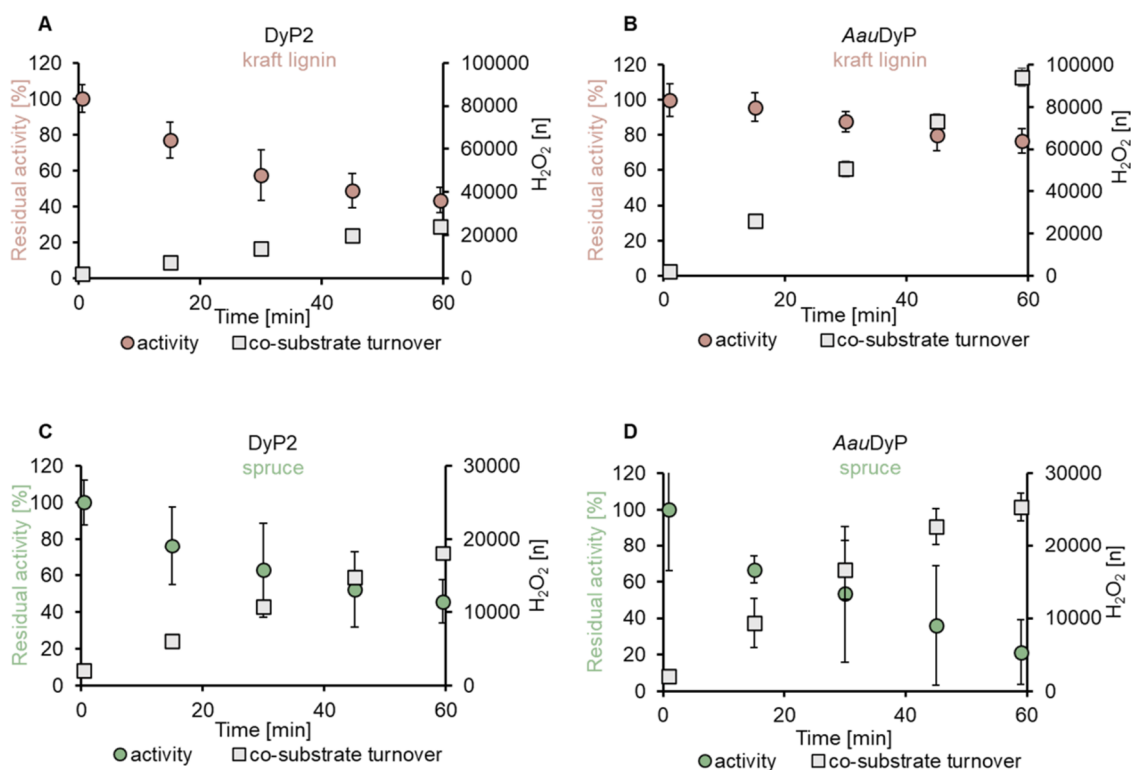 A
DyP2
kraft lignin
Residual activity [%]
120
100
80
60
40
20
0
100000
80000
60000
40000
20000
0
H2O2 [n]
0 20 40 60
Time [min]
activity co-substrate turnover
B
AauDyP
kraft lignin
Residual activity [%]
120
100
80
60
40
20
0
100000
80000
60000
40000
20000
0
H2O2 [n]
0 20 40 60
Time [min]
activity co-substrate turnover
C
DyP2
spruce
Residual activity [%]
120
100
80
60
40
20
0
30000
20000
10000
0
H2O2 [n]
0 20 40 60
Time [min]
activity co-substrate turnover
D
AauDyP
spruce
Residual activity [%]
120
100
80
60
40
20
0
30000
20000
10000
0
H2O2 [n]
0 20 40 60
Time [min]
activity co-substrate turnover